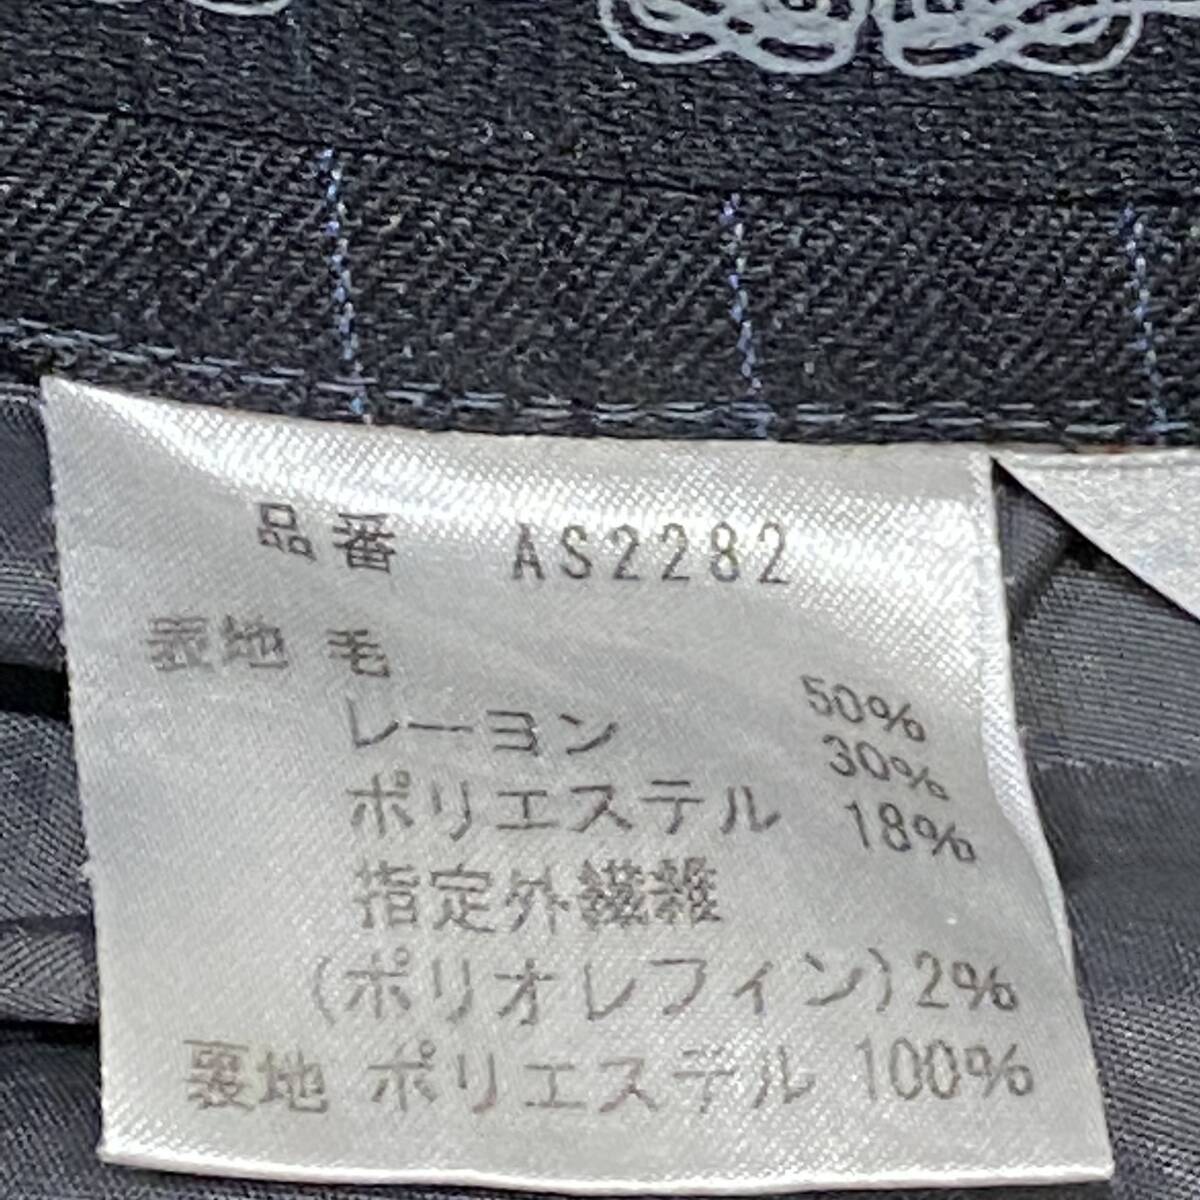 品番 AS2282
表地 毛 50%
レーヨン 30%
ポリエステル 18%
指定外繊維
(ポリオレフィン)2%
裏地 ポリエステル 100%